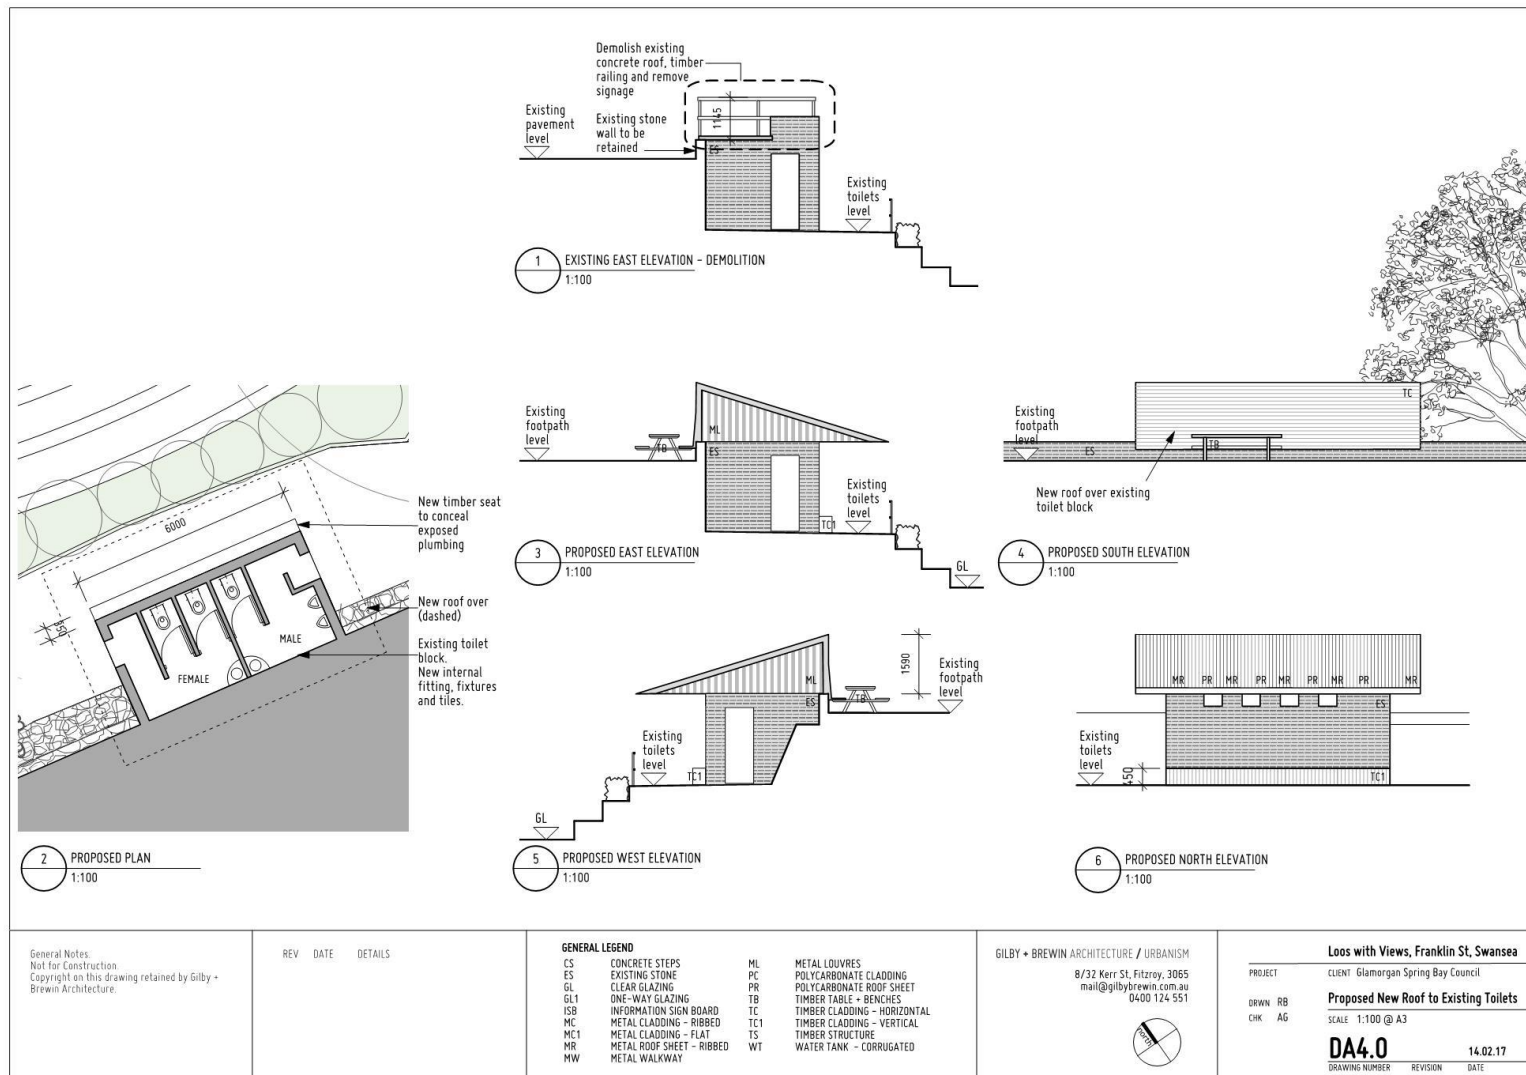 Demolish existing
concrete roof, timber
railing and remove
signage
Existing
pavement
level
Existing stone
wall to be
retained
1145
ES
Existing
toilets
level
1 EXISTING EAST ELEVATION - DEMOLITION
1:100
6000
950
FEMALE
MALE
New timber seat
to conceal
exposed
plumbing
New roof over
(dashed)
Existing toilet
block.
New internal
fitting, fixtures
and tiles.
2 PROPOSED PLAN
1:100
Existing
footpath
level
TB
ML
ES
Existing
toilets
level
TC1
GL
3 PROPOSED EAST ELEVATION
1:100
Existing
footpath
level
ES
TB
TC
New roof over existing
toilet block
4 PROPOSED SOUTH ELEVATION
1:100
1590
Existing
footpath
level
ML
ES
TB
Existing
toilets
level
TC1
GL
5 PROPOSED WEST ELEVATION
1:100
MR PR MR PR MR PR MR PR MR
ES
Existing
toilets
level
450
TC1
6 PROPOSED NORTH ELEVATION
1:100
General Notes.
Not for Construction.
Copyright on this drawing retained by Gilby +
Brewin Architecture.
REV DATE DETAILS
GENERAL LEGEND
CS CONCRETE STEPS
ES EXISTING STONE
GL CLEAR GLAZING
GL1 ONE-WAY GLAZING
ISB INFORMATION SIGN BOARD
MC METAL CLADDING - RIBBED
MC1 METAL CLADDING - FLAT
MR METAL ROOF SHEET - RIBBED
MW METAL WALKWAY
ML METAL LOUVRES
PC POLYCARBONATE CLADDING
PR POLYCARBONATE ROOF SHEET
TB TIMBER TABLE + BENCHES
TC TIMBER CLADDING - HORIZONTAL
TC1 TIMBER CLADDING - VERTICAL
TS TIMBER STRUCTURE
WT WATER TANK - CORRUGATED
GILBY + BREWIN ARCHITECTURE / URBANISM
8/32 Kerr St, Fitzroy, 3065
mail@gilbybrewin.com.au
0400 124 551
north
Loos with Views, Franklin St, Swansea
PROJECT CLIENT Glamorgan Spring Bay Council
DRWN RB Proposed New Roof to Existing Toilets
CHK AG SCALE 1:100 @ A3
DA4.0 14.02.17
DRAWING NUMBER REVISION DATE